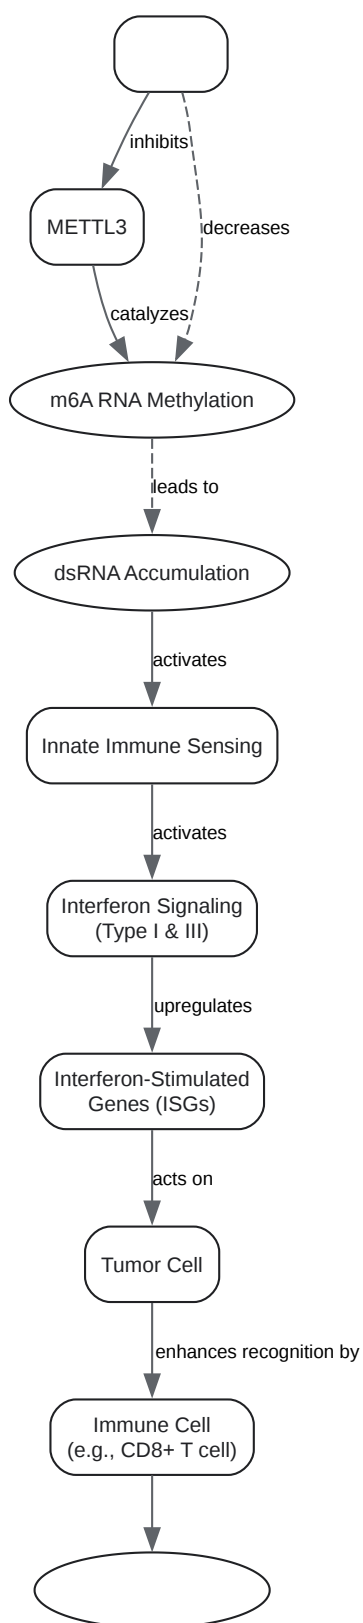 inhibits
METTL3
decreases
catalyzes
m6A RNA Methylation
leads to
dsRNA Accumulation
activates
Innate Immune Sensing
activates
Interferon Signaling
(Type I & III)
upregulates
Interferon-Stimulated
Genes (ISGs)
acts on
Tumor Cell
enhances recognition by
Immune Cell
(e.g., CD8+ T cell)